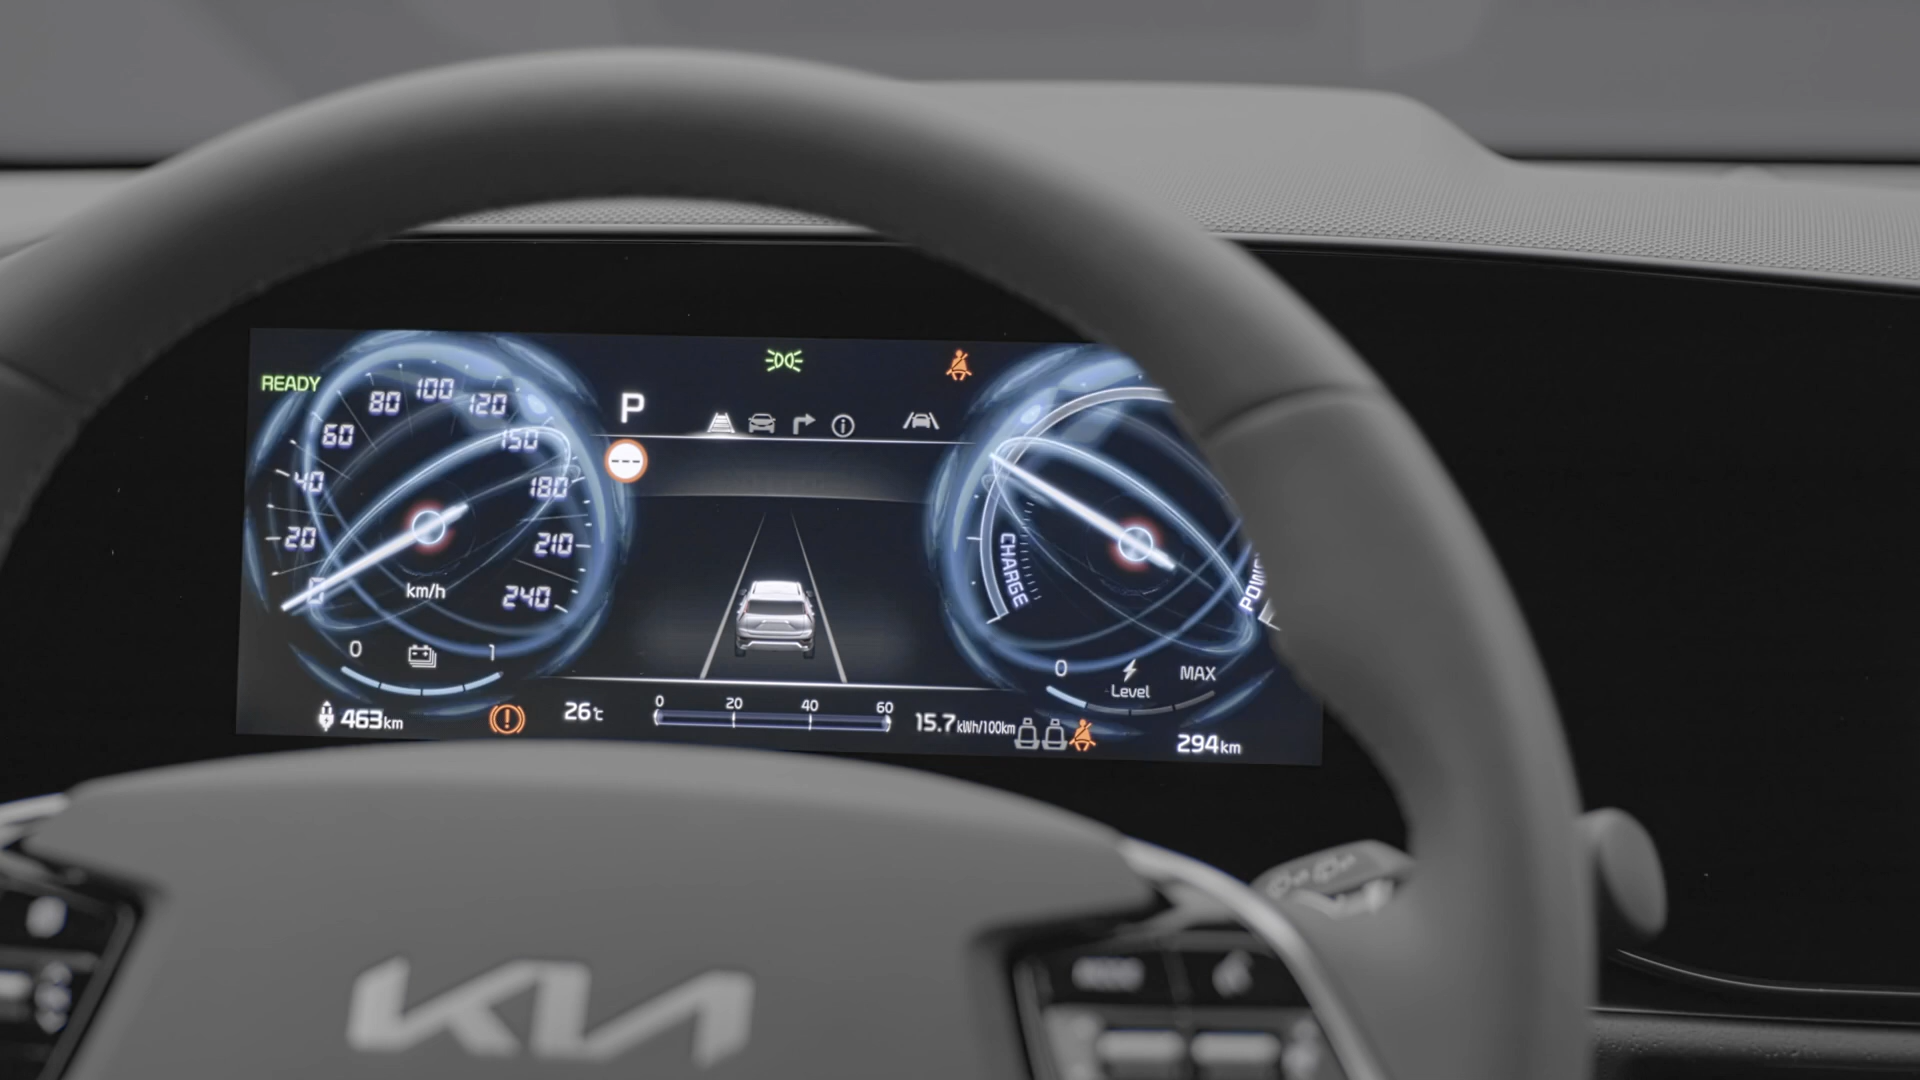 READY
P
80 100 120
60 150
40 180
20 210
0 240
km/h
0 1
463km
26℃
0 20 40 60
15.7kWh/100km
CHARGE
0 Level MAX
294km
KIA